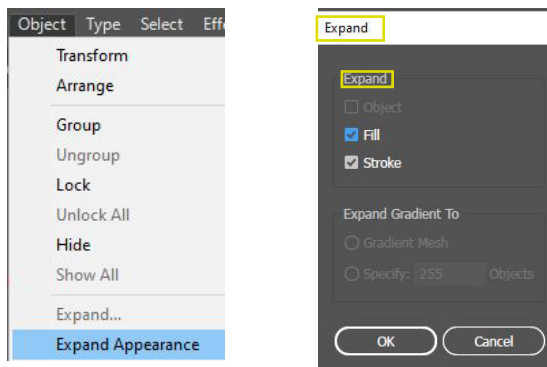 Object Type Select Effe
Transform
Arrange
Group
Ungroup
Lock
Unlock All
Hide
Show All
Expand...
Expand Appearance
Expand
Expand
Object
Fill
Stroke
Expand Gradient To
Gradient Mesh
Specify: 255 Objects
OK Cancel